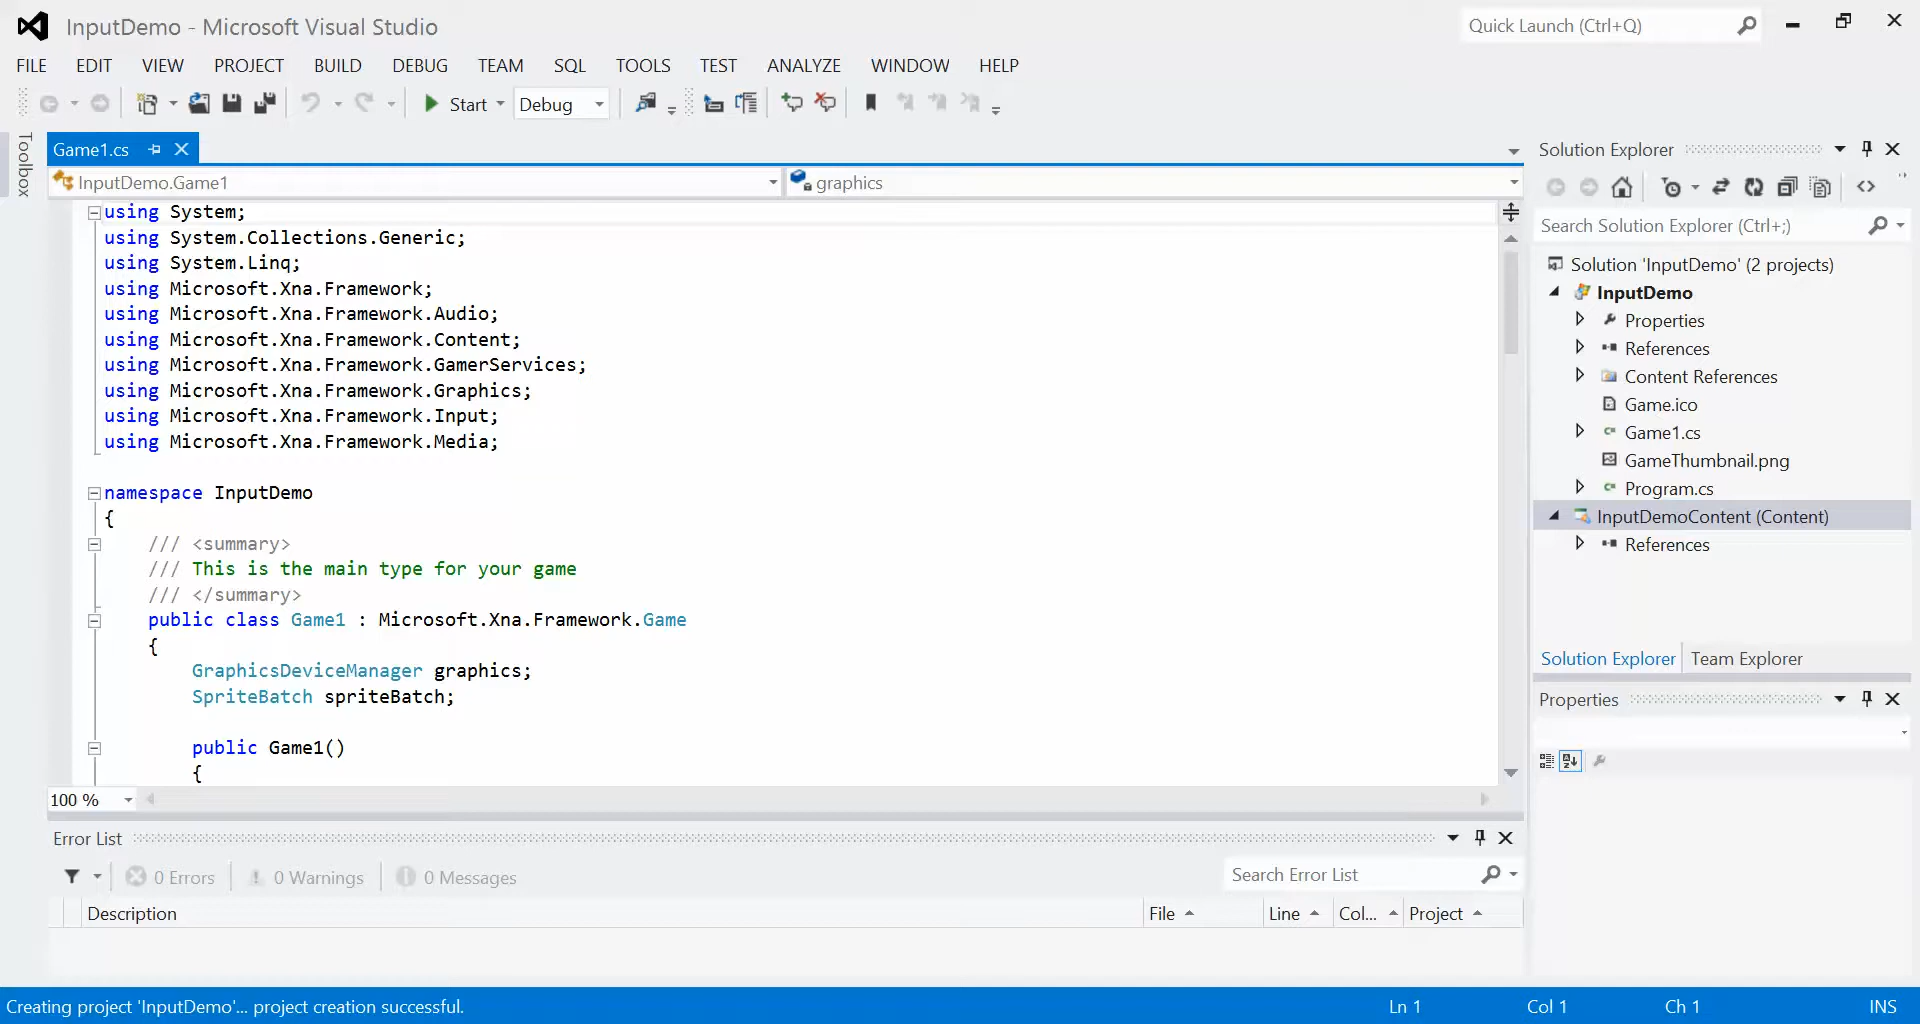 InputDemo - Microsoft Visual Studio
Quick Launch (Ctrl+Q)
FILE EDIT VIEW PROJECT BUILD DEBUG TEAM SQL TOOLS TEST ANALYZE WINDOW HELP
Start Debug
Toolbox
Game1.cs
InputDemo.Game1
graphics
using System;
using System.Collections.Generic;
using System.Linq;
using Microsoft.Xna.Framework;
using Microsoft.Xna.Framework.Audio;
using Microsoft.Xna.Framework.Content;
using Microsoft.Xna.Framework.GamerServices;
using Microsoft.Xna.Framework.Graphics;
using Microsoft.Xna.Framework.Input;
using Microsoft.Xna.Framework.Media;
namespace InputDemo
{
/// <summary>
/// This is the main type for your game
/// </summary>
public class Game1 : Microsoft.Xna.Framework.Game
{
GraphicsDeviceManager graphics;
SpriteBatch spriteBatch;
public Game1()
{
100 %
Solution Explorer
Search Solution Explorer (Ctrl+;)
Solution 'InputDemo' (2 projects)
InputDemo
Properties
References
Content References
Game.ico
Game1.cs
GameThumbnail.png
Program.cs
InputDemoContent (Content)
References
Solution Explorer Team Explorer
Properties
Error List
0 Errors 0 Warnings 0 Messages
Search Error List
Description File Line Col... Project
Creating project 'InputDemo'... project creation successful.
Ln 1 Col 1 Ch 1 INS